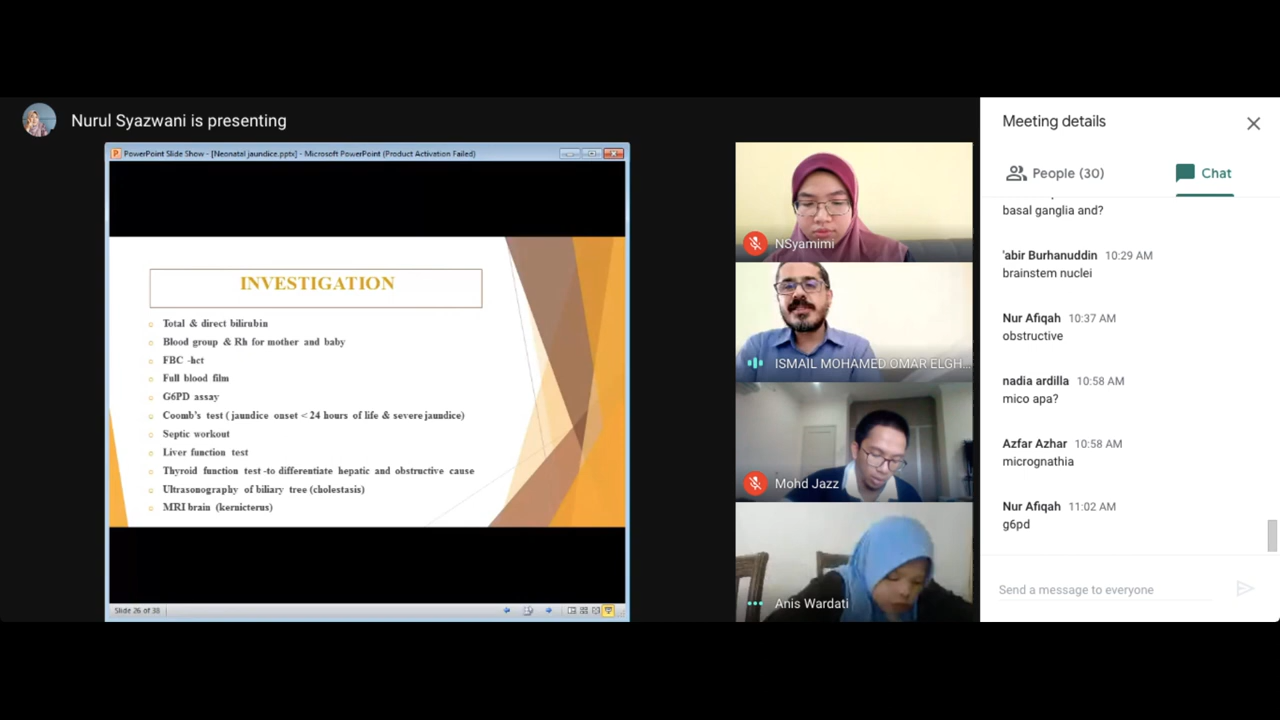 Nurul Syazwani is presenting
PowerPoint Slide Show - [Neonatal jaundice.pptx] - Microsoft PowerPoint (Product Activation Failed)
INVESTIGATION
Total & direct bilirubin
Blood group & Rh for mother and baby
FBC -hct
Full blood film
G6PD assay
Coomb's test ( jaundice onset < 24 hours of life & severe jaundice)
Septic workout
Liver function test
Thyroid function test -to differentiate hepatic and obstructive cause
Ultrasonography of biliary tree (cholestasis)
MRI brain (kernicterus)
Slide 26 of 38
NSyamimi
ISMAIL MOHAMED OMAR ELGH...
Mohd Jazz
Anis Wardati
Meeting details
People (30)
Chat
basal ganglia and?
'abir Burhanuddin 10:29 AM
brainstem nuclei
Nur Afiqah 10:37 AM
obstructive
nadia ardilla 10:58 AM
mico apa?
Azfar Azhar 10:58 AM
micrognathia
Nur Afiqah 11:02 AM
g6pd
Send a message to everyone